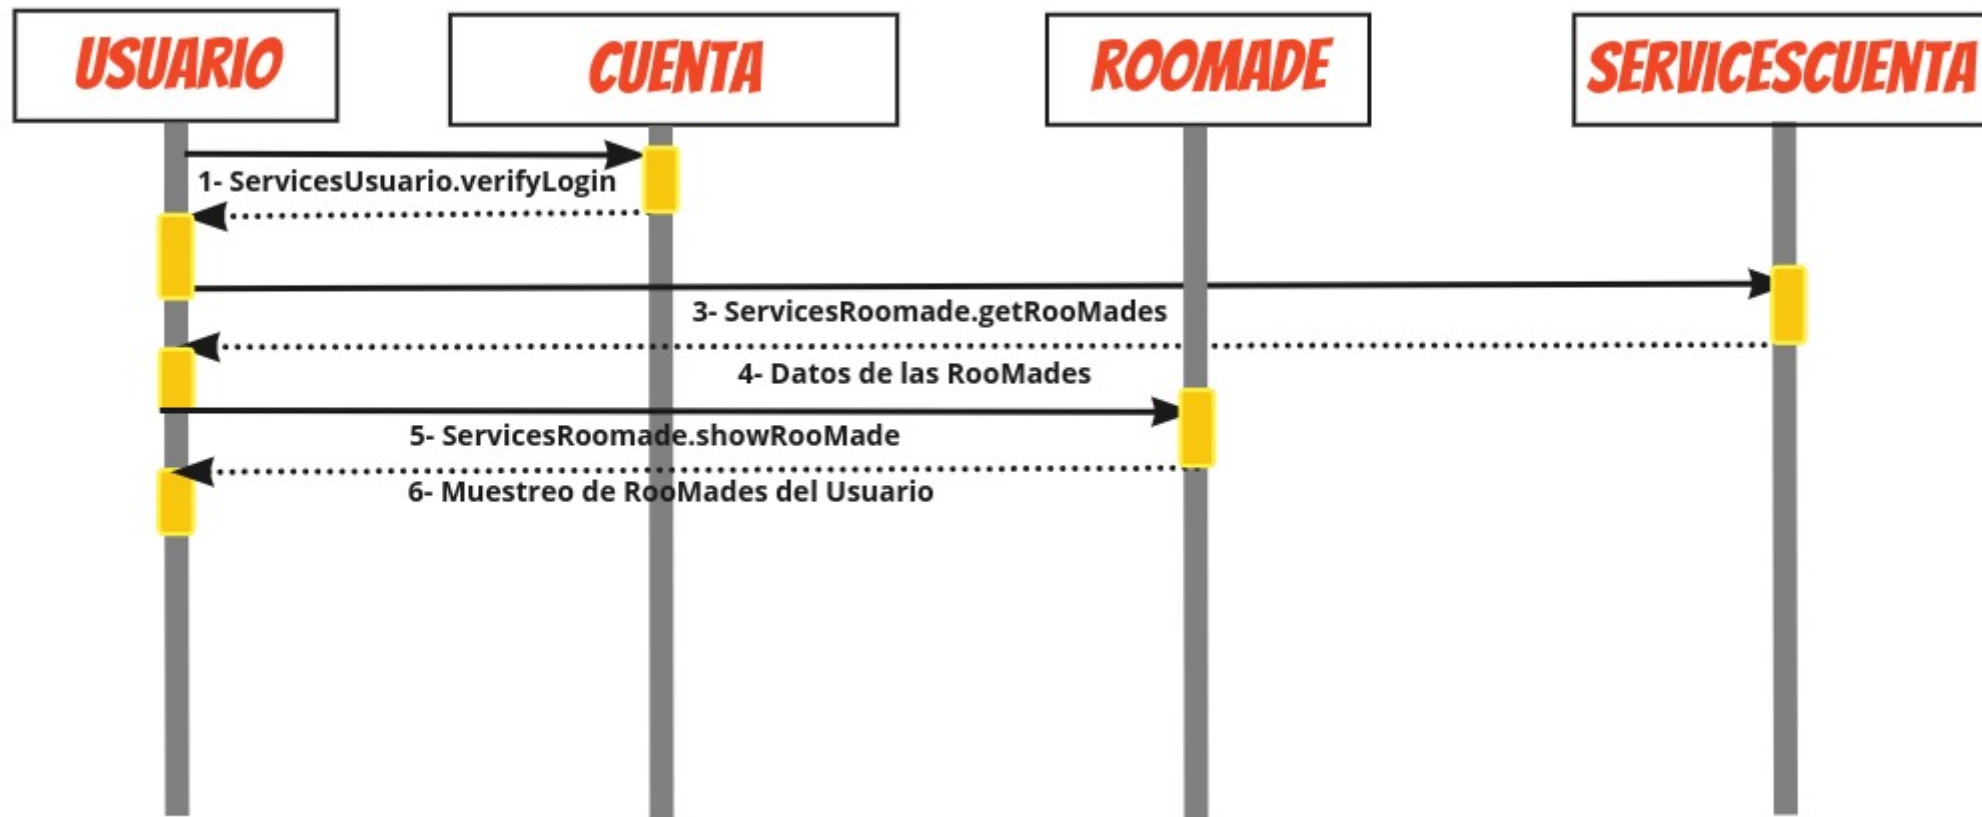 USUARIO
CUENTA
ROOMADE
SERVICESCUENTA
1- ServicesUsuario.verifyLogin
3- ServicesRoomade.getRooMades
4- Datos de las RooMades
5- ServicesRoomade.showRooMade
6- Muestreo de RooMades del Usuario